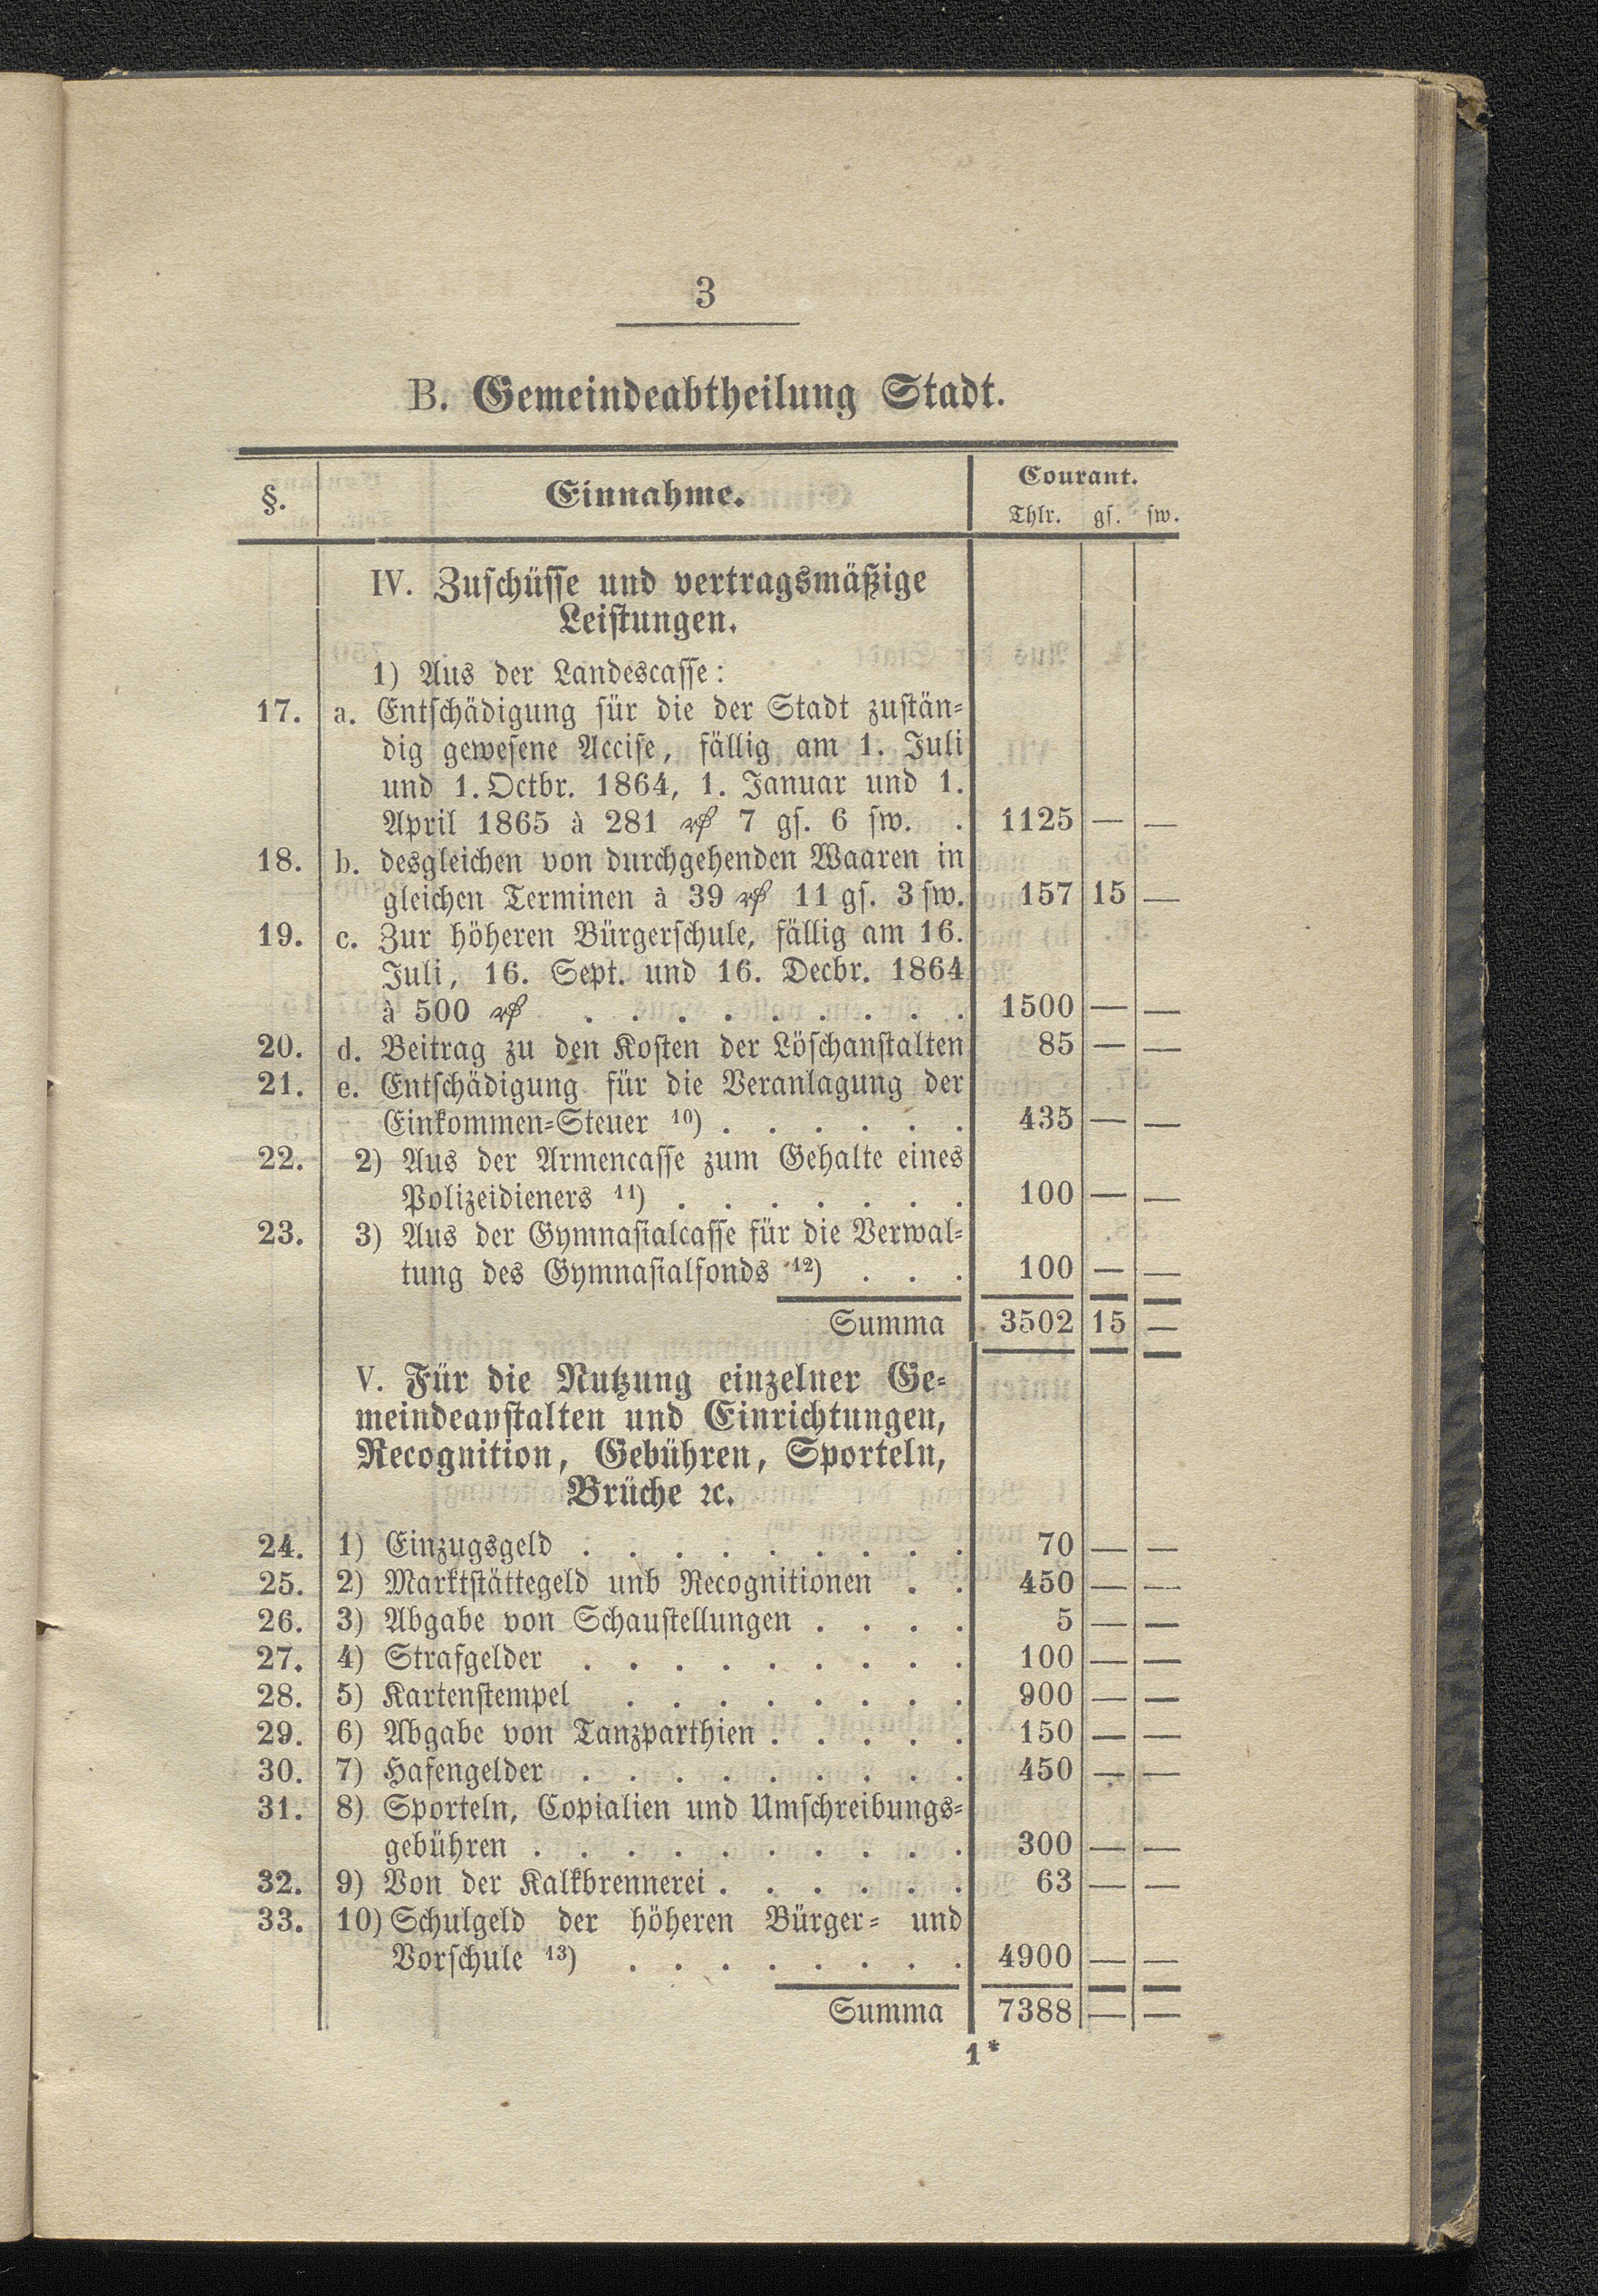 3
B. Gemeindeabtheilung Stadt.
§. Einnahme. Courant.
Thlr. gſ. ſw.
IV. Zuſchüſſe und vertragsmäßige
Leiſtungen.
1) Aus der Landescaſſe:
17. a. Entſchädigung für die der Stadt zuſtän-
dig geweſene Acciſe, fällig am 1. Juli
und 1. Octbr. 1864, 1. Januar und 1.
April 1865 à 281 ₰ 7 gſ. 6 ſw. . 1125 — —
18. b. desgleichen von durchgehenden Waaren in
gleichen Terminen à 39 ₰ 11 gſ. 3 ſw. 157 15 —
19. c. Zur höheren Bürgerſchule, fällig am 16.
Juli, 16. Sept. und 16. Decbr. 1864
à 500 ₰ . . . . . . . . . 1500 — —
20. d. Beitrag zu den Koſten der Löſchanſtalten 85 — —
21. e. Entſchädigung für die Veranlagung der
Einkommen-Steuer ¹⁰) . . . . . . 435 — —
22. 2) Aus der Armencaſſe zum Gehalte eines
Polizeidieners ¹¹) . . . . . . . 100 — —
23. 3) Aus der Gymnaſialcaſſe für die Verwal-
tung des Gymnaſialfonds ¹²) . . . 100 — —
Summa 3502 15 —
V. Für die Nutzung einzelner Ge-
meindeanſtalten und Einrichtungen,
Recognition, Gebühren, Sporteln,
Brüche ꝛc.
24. 1) Einzugsgeld . . . . . . . . . 70 — —
25. 2) Marktſtättegeld unb Recognitionen . . 450 — —
26. 3) Abgabe von Schauſtellungen . . . . 5 — —
27. 4) Strafgelder . . . . . . . . . 100 — —
28. 5) Kartenſtempel . . . . . . . . 900 — —
29. 6) Abgabe von Tanzparthien . . . . . 150 — —
30. 7) Hafengelder . . . . . . . . . 450 — —
31. 8) Sporteln, Copialien und Umſchreibungs-
gebühren . . . . . . . . . . 300 — —
32. 9) Von der Kalkbrennerei . . . . . . 63 — —
33. 10) Schulgeld der höheren Bürger- und
Vorſchule ¹³) . . . . . . . . 4900 — —
Summa 7388 — —
1*